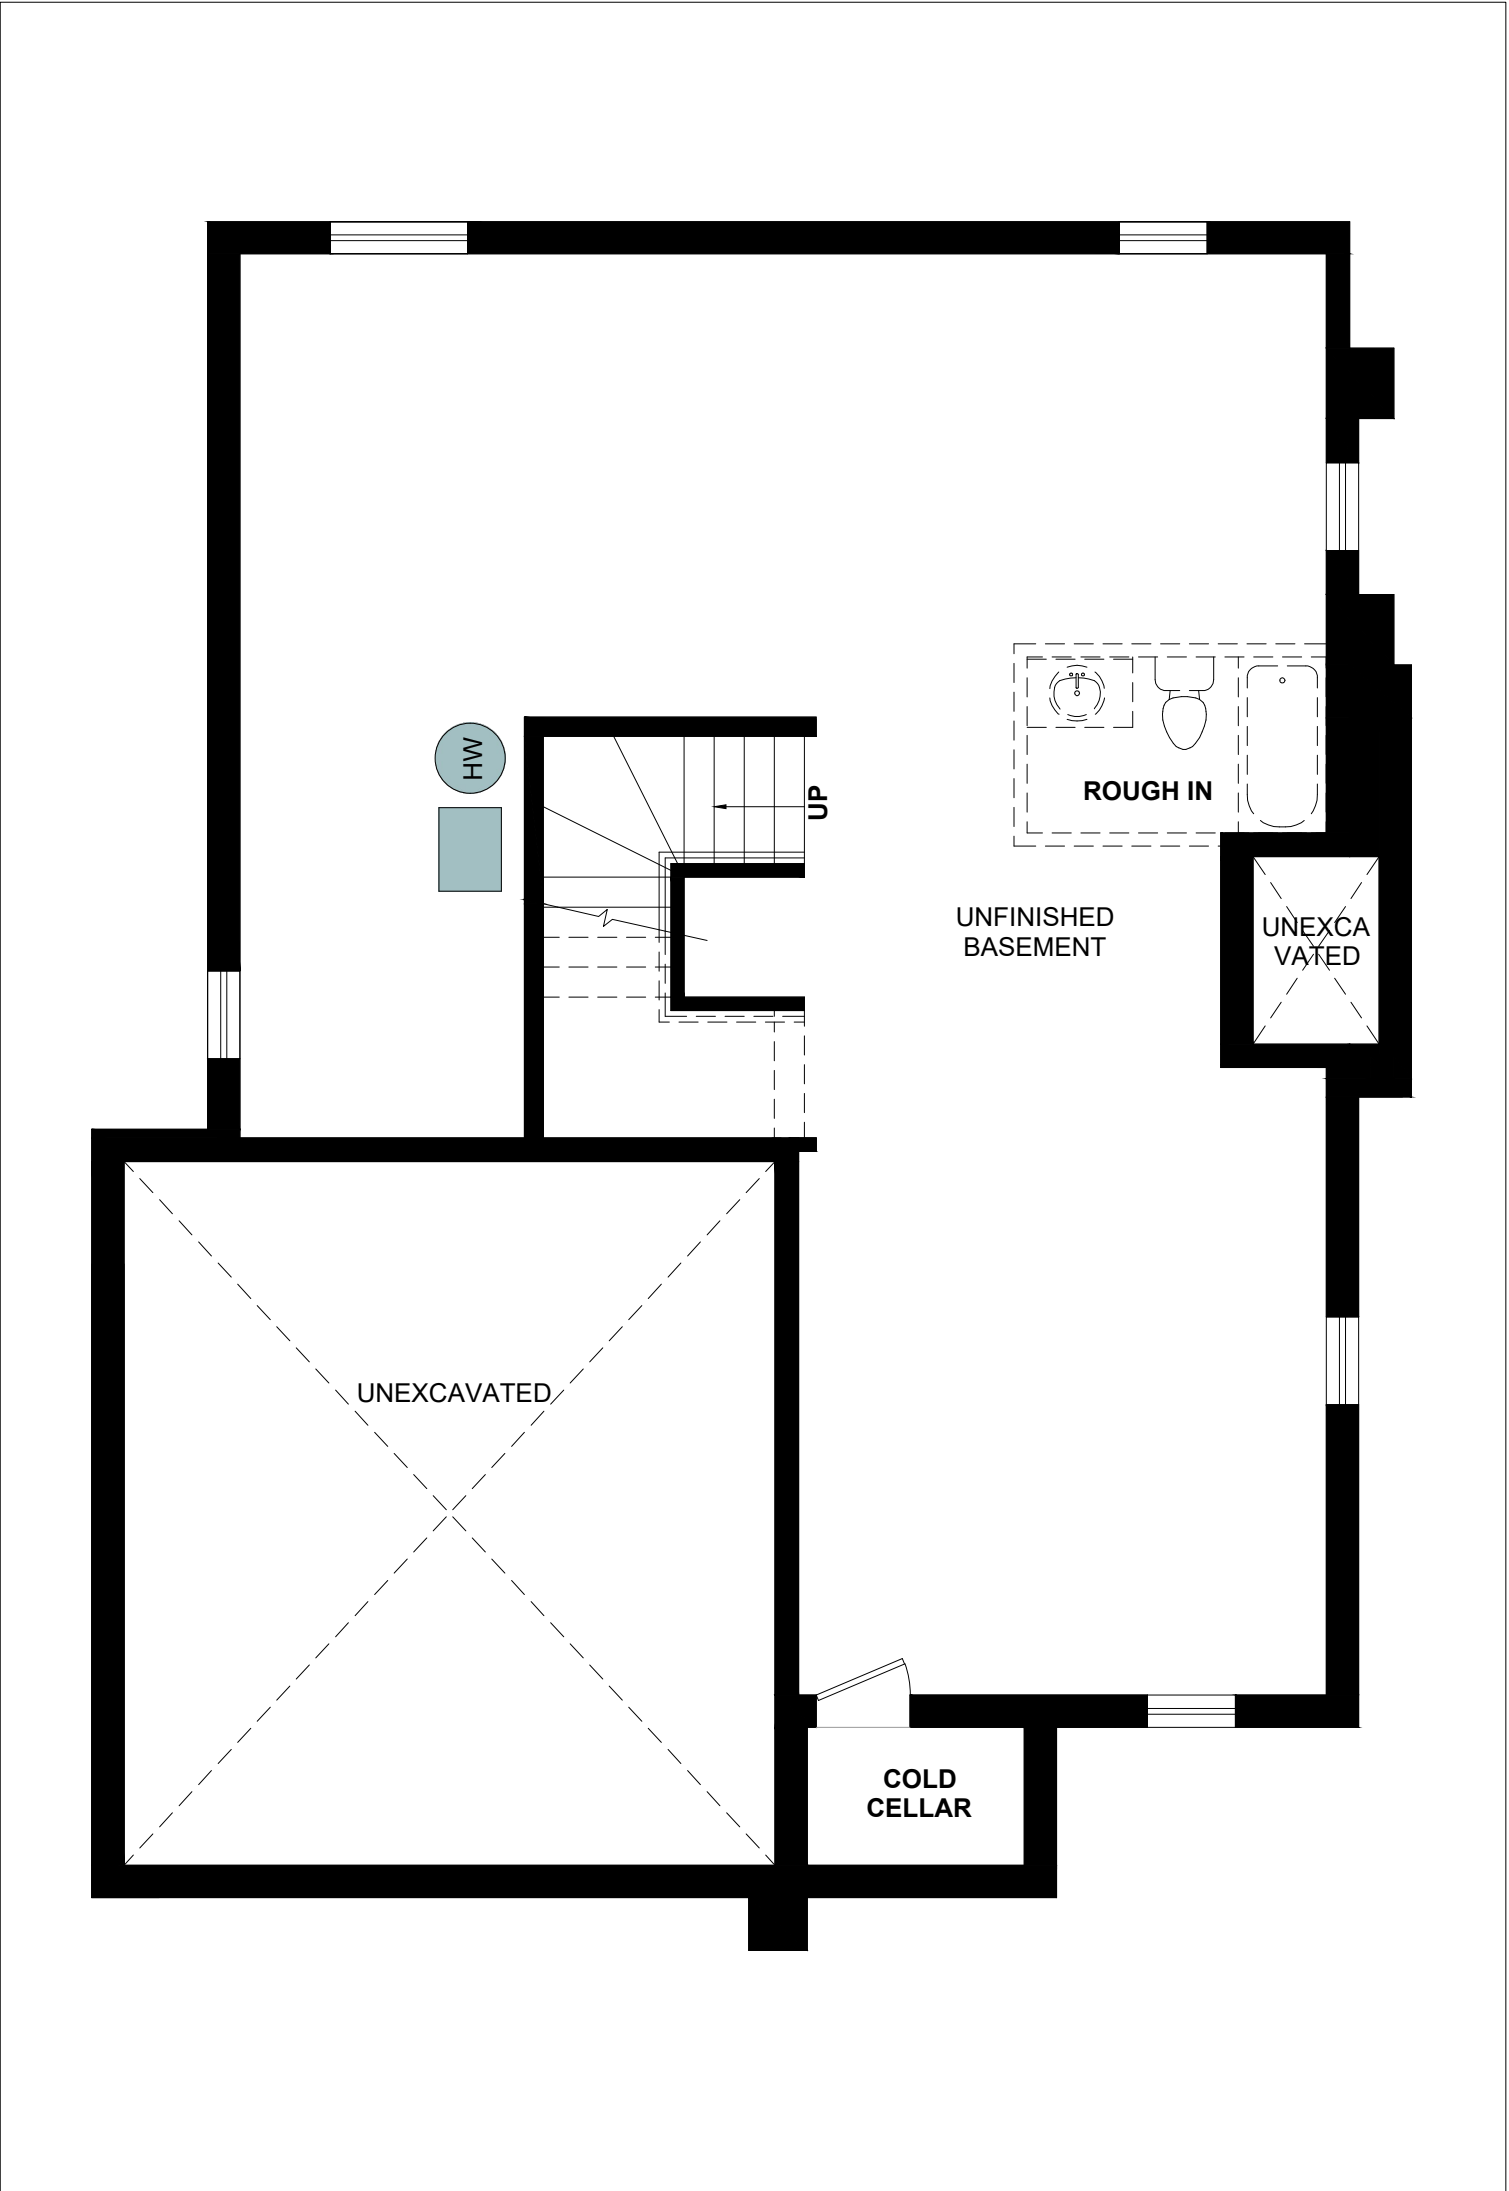 HW
UP
ROUGH IN
UNFINISHED
BASEMENT
UNEXCA
VATED
UNEXCAVATED
COLD
CELLAR